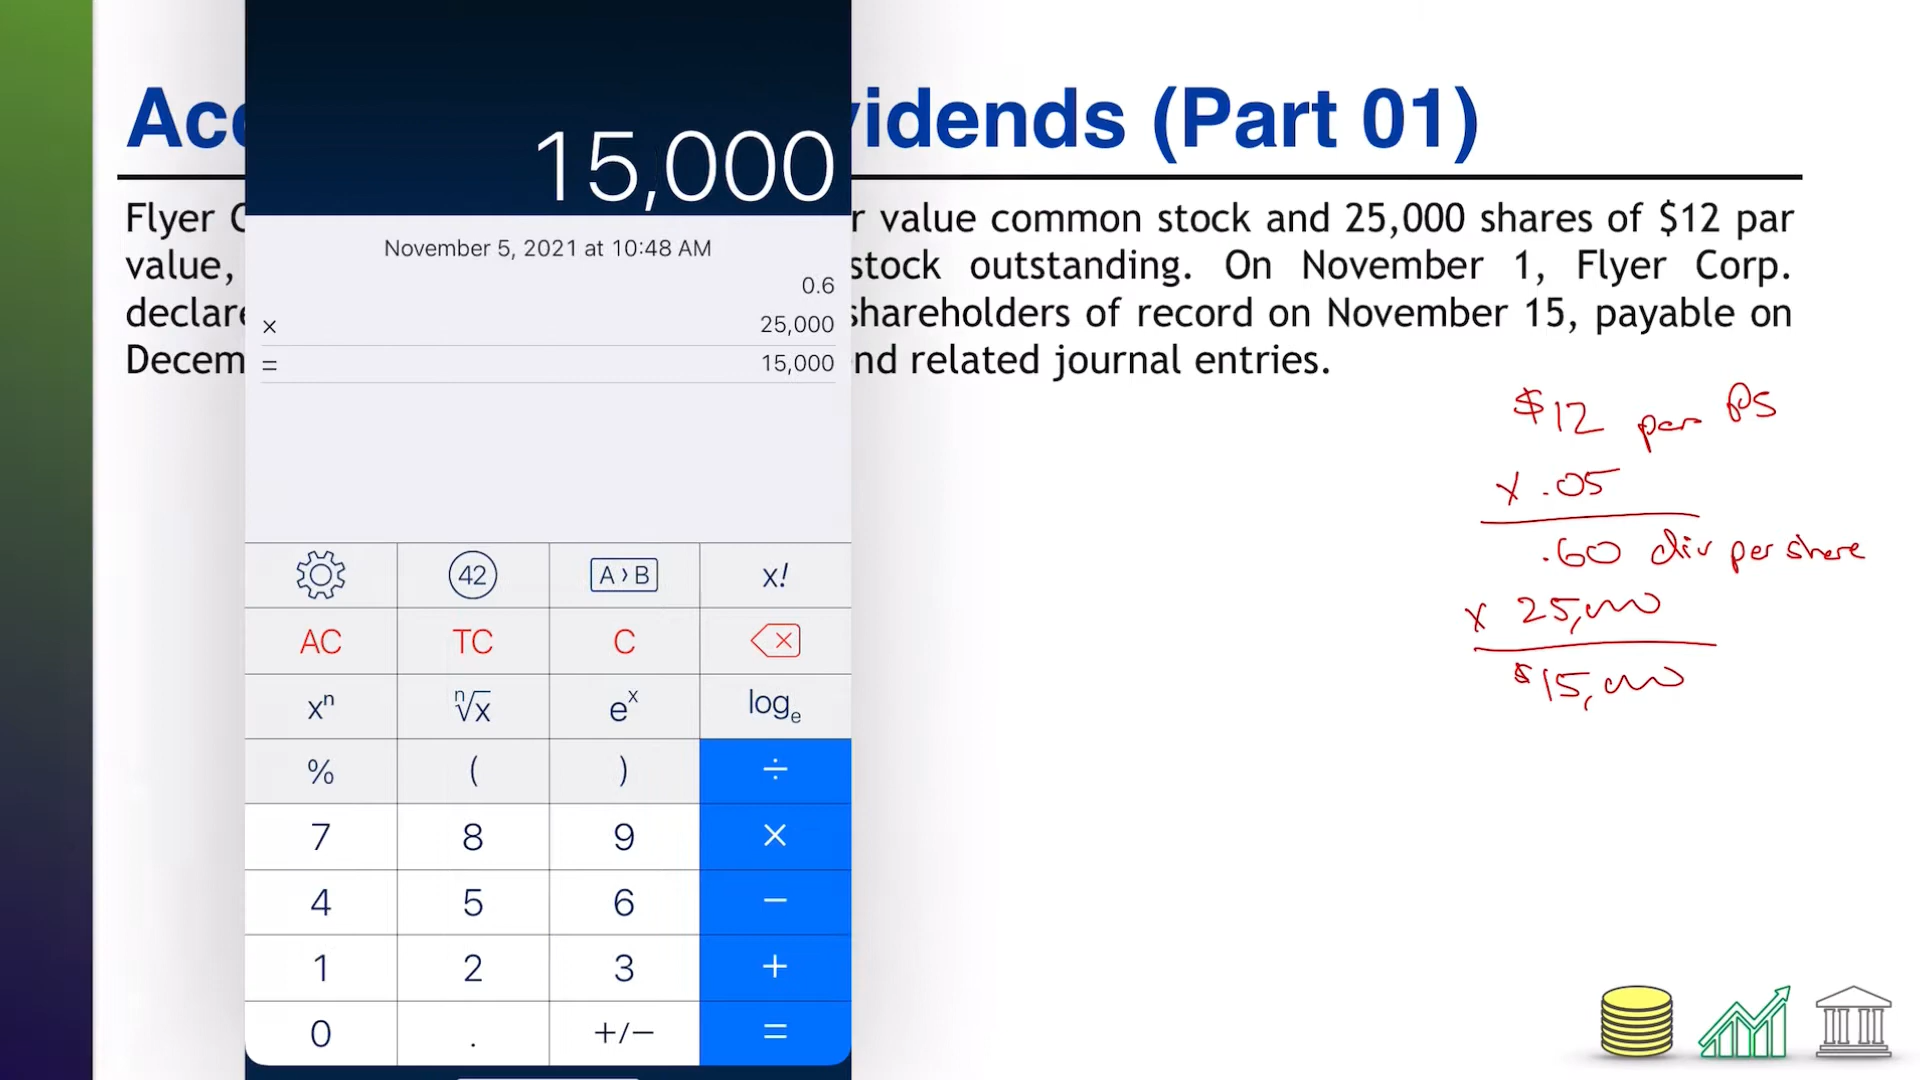 Acc
idends (Part 01)
Flyer C
r value common stock and 25,000 shares of $12 par
value,
stock outstanding. On November 1, Flyer Corp.
declare
shareholders of record on November 15, payable on
Decem
nd related journal entries.
15,000
November 5, 2021 at 10:48 AM
0.6
× 25,000
= 15,000
42 A›B x!
AC TC C
xⁿ ⁿ√x eˣ logₑ
% ( ) ÷
7 8 9 ×
4 5 6 −
1 2 3 +
0 . +/− =
$12 par PS
x .05
.60 div per share
x 25,000
$15,000